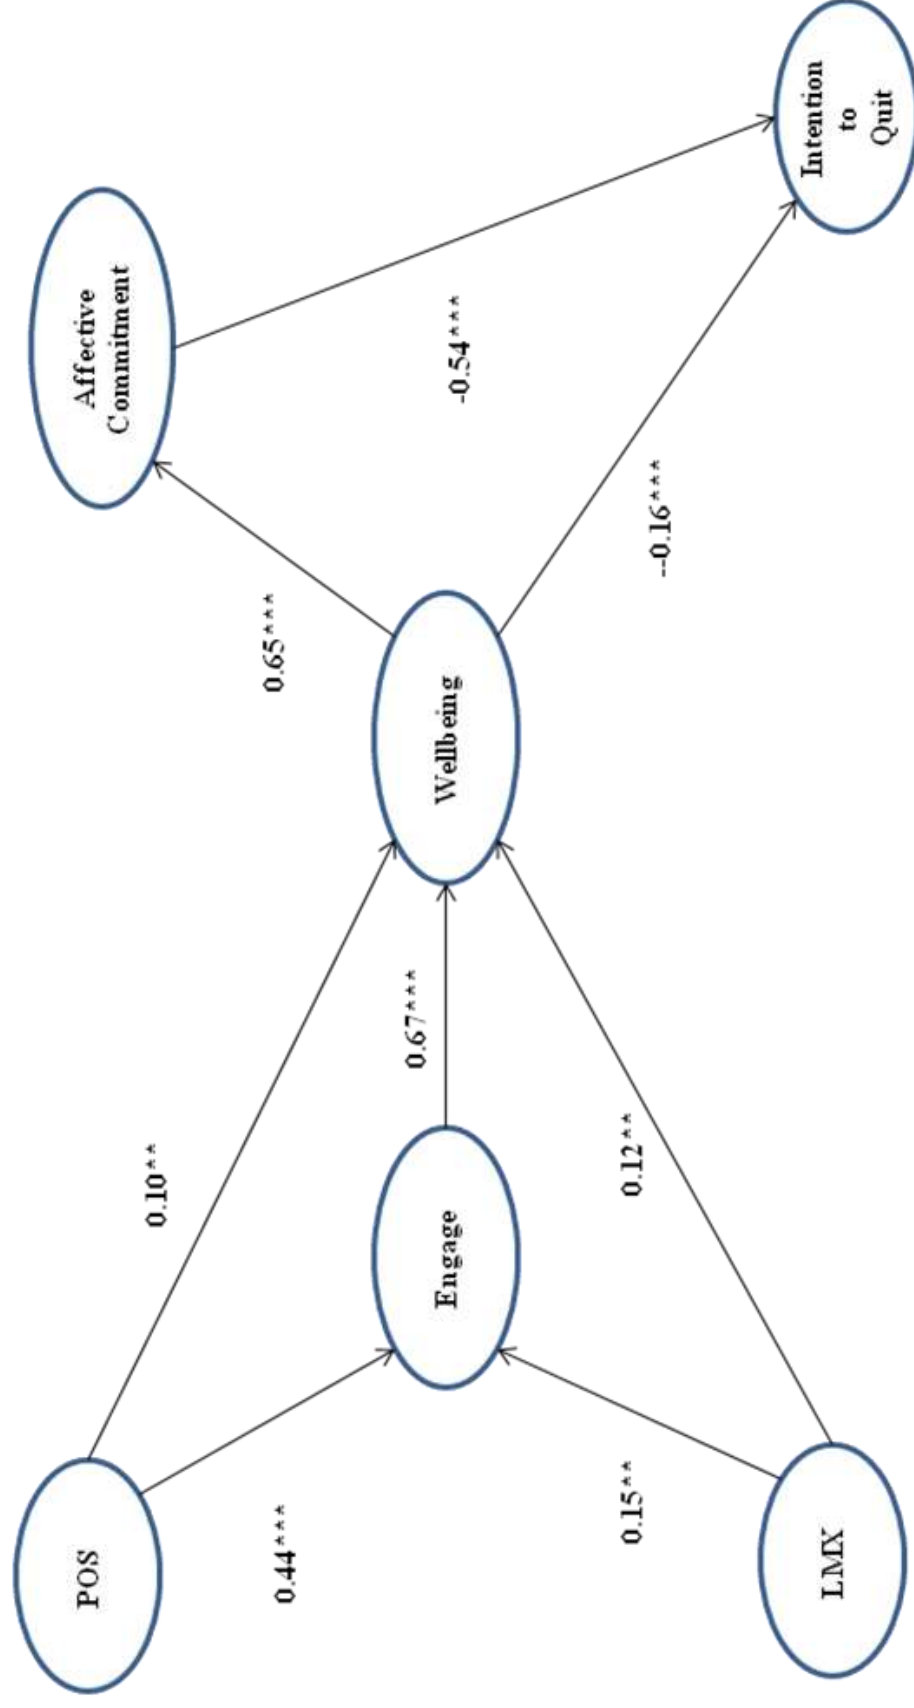 POS
0.10**
0.44***
Engage
0.67***
Wellbeing
0.65***
Affective
Commitment
-0.54***
--0.16***
Intention
to
Quit
0.12**
0.15**
LMX